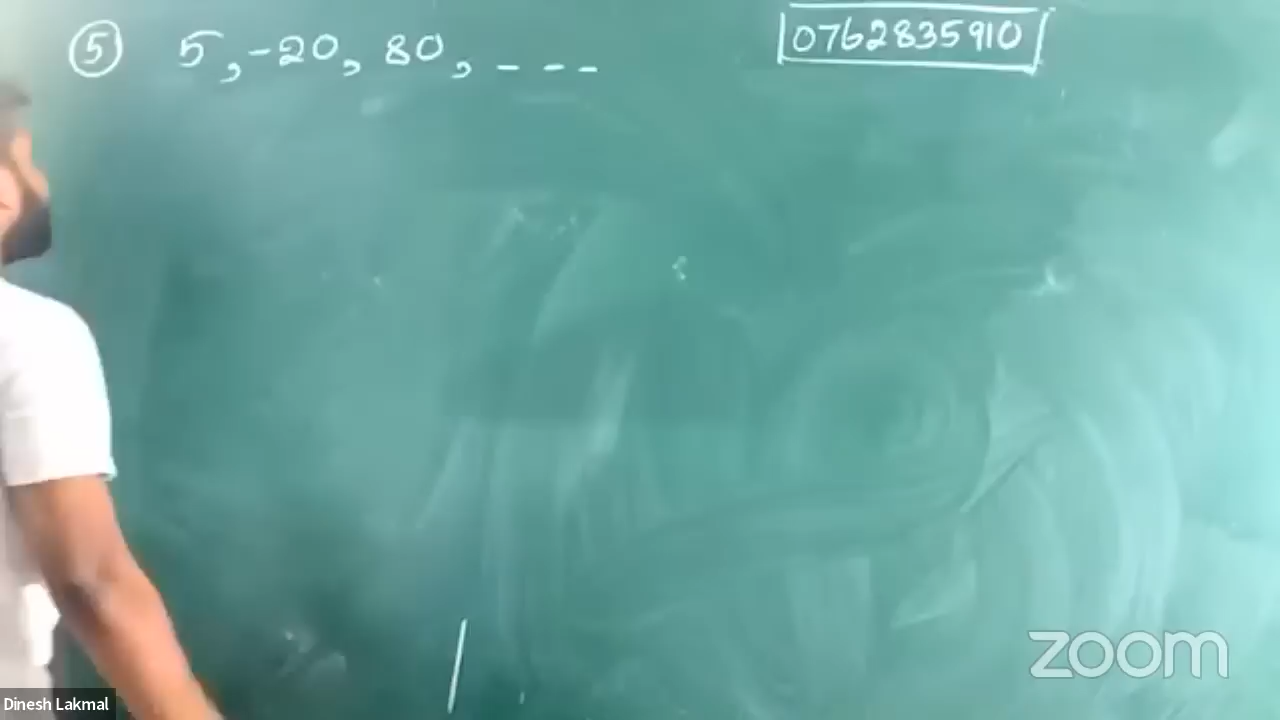 ⑤ 5, -20, 80, - - -
0762835910
zoom
Dinesh Lakmal